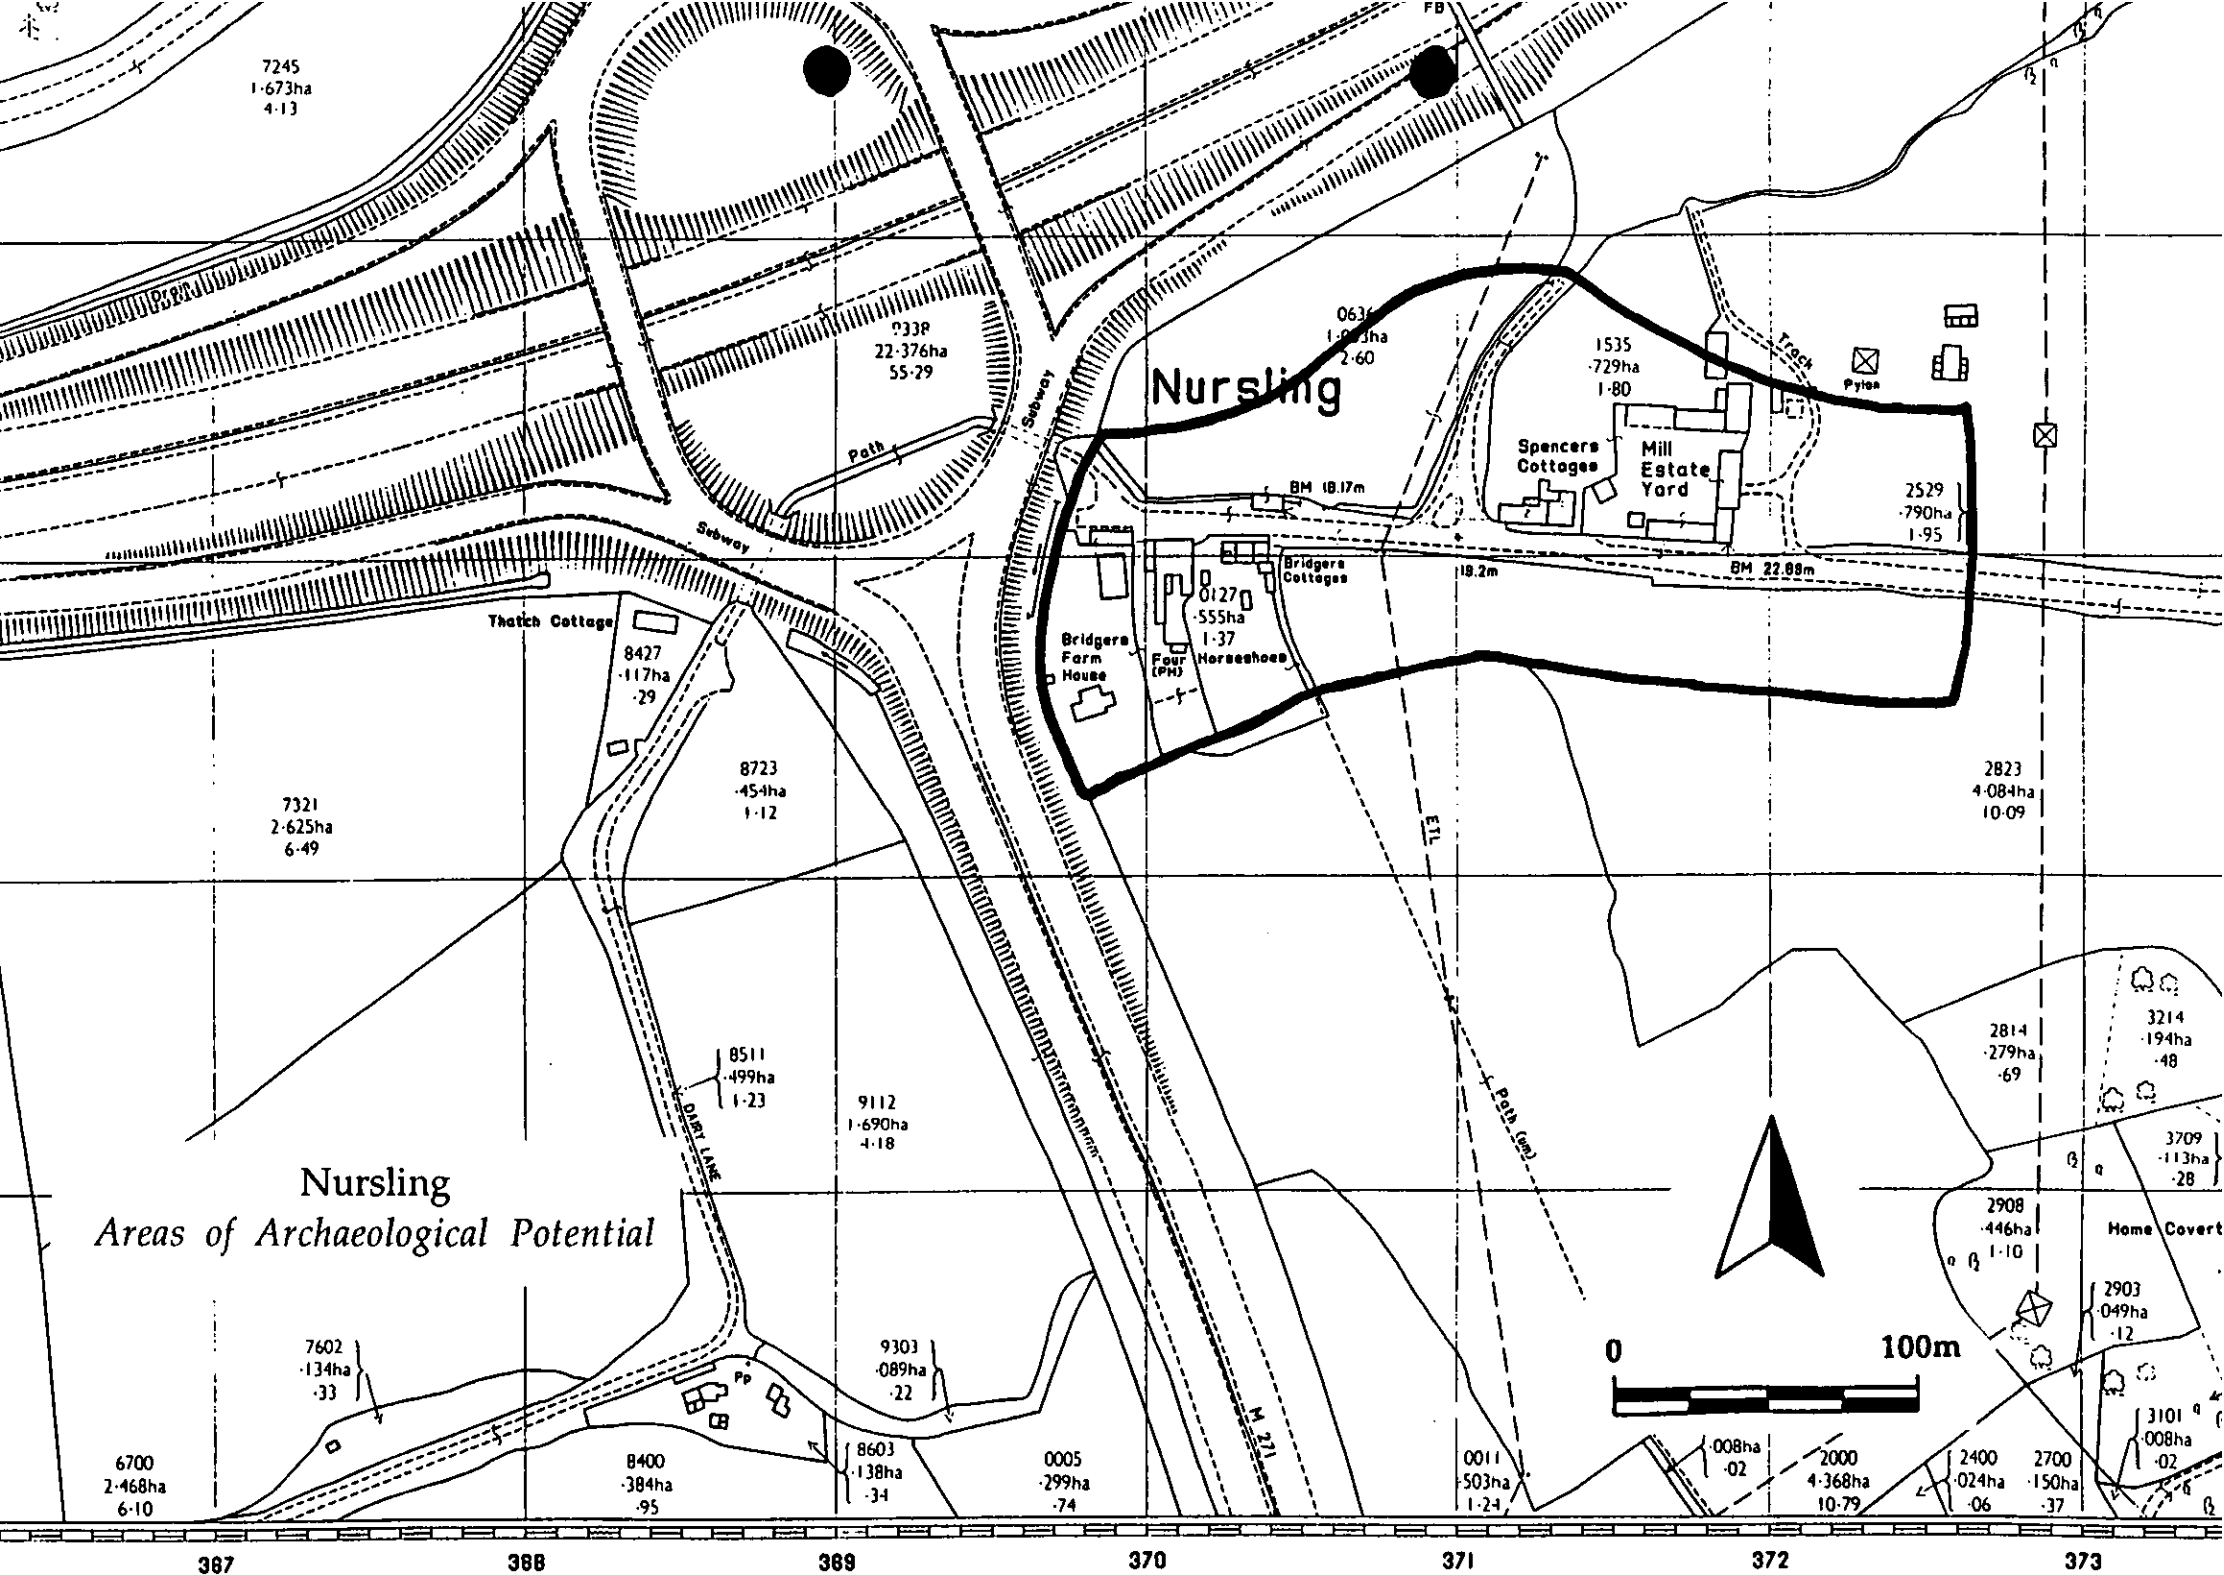 FB
7245
1·673ha
4·13
Drain
9338
22·376ha
55·29
063
2·60
Nursling
1535
·729ha
1·80
Track
Pylon
Subway
Path
Spencers
Cottages
Mill
Estate
Yard
BM 18.17m
2529
·790ha
1·95
Subway
Bridgers
Cottages
18.2m
BM 22.88m
Thatch Cottage
0127
·555ha
1·37
Bridgers
Farm
House
Four Horseshoes
(PH)
8427
·117ha
·29
8723
·454ha
1·12
7321
2·625ha
6·49
2823
4·084ha
10·09
ETL
8511
·499ha
1·23
DAIRY LANE
9112
1·690ha
4·18
Path (um)
2814
·279ha
·69
3214
·194ha
·48
3709
·113ha
·28
Nursling
Areas of Archaeological Potential
2908
·446ha
1·10
Home Covert
2903
·049ha
·12
7602
·134ha
·33
9303
·089ha
·22
Pp
0 100m
M 271
3101
·008ha
·02
6700
2·468ha
6·10
8400
·384ha
·95
8603
·138ha
·34
0005
·299ha
·74
0011
·503ha
1·24
·008ha
·02
2000
4·368ha
10·79
2400
·024ha
·06
2700
·150ha
·37
367 368 369 370 371 372 373